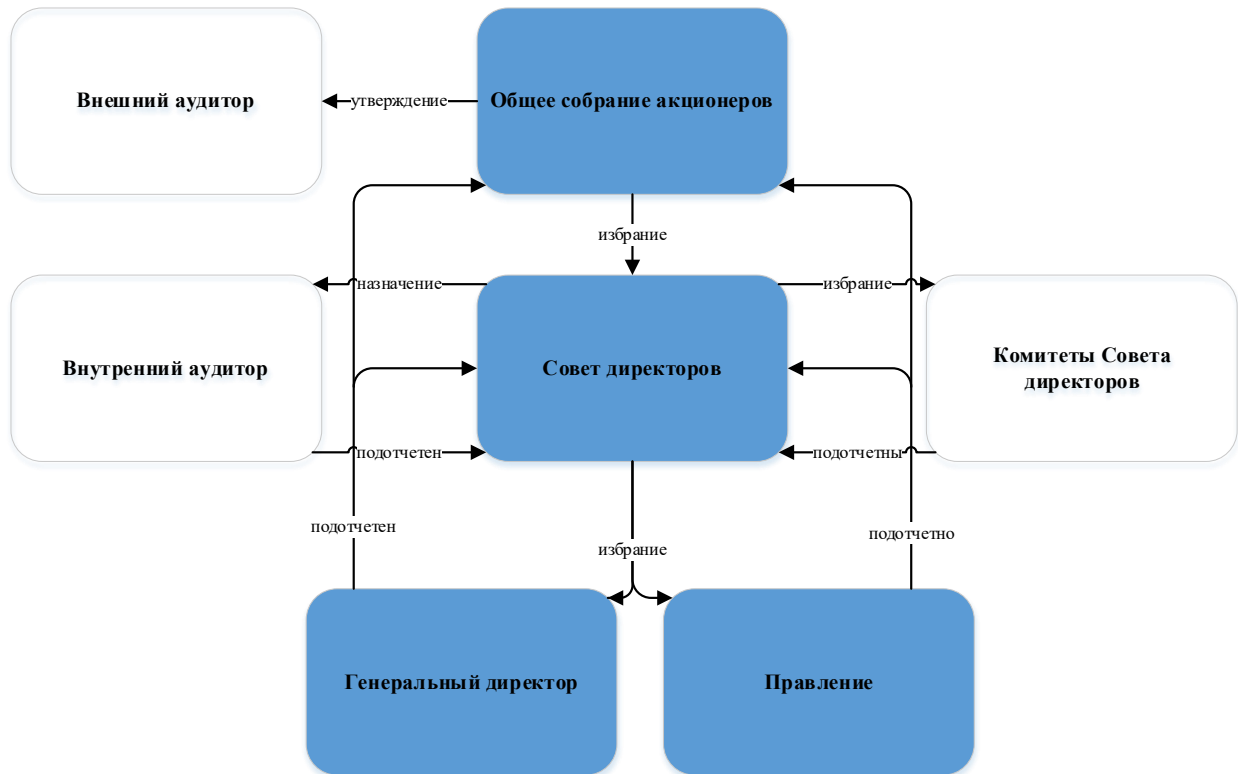 Внешний аудитор
утверждение
Общее собрание акционеров
избрание
назначение
избрание
Внутренний аудитор
Совет директоров
Комитеты Совета
директоров
подотчетен
подотчетны
подотчетен
избрание
подотчетно
Генеральный директор
Правление